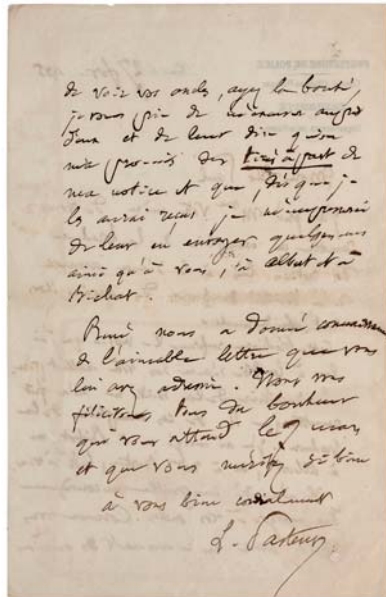 de voir vos oncles, ayez la bonté,
je vous prie de m'excuser auprès
d'eux et de leur dire qu'on
m'a promis des tirés à part de
ma notice et que, dès que je
les aurai reçus, je m'empresserai
de leur en envoyer quelques uns
ainsi qu'à vous, à Albert et à
Bichat.
René nous a donné connaissance
de l'aimable lettre que vous
lui avez adressée. Nous vous
félicitons tous du bonheur
qui vous attend le 9 mars
et que vous méritez si bien
à vous bien cordialement
L. Pasteur